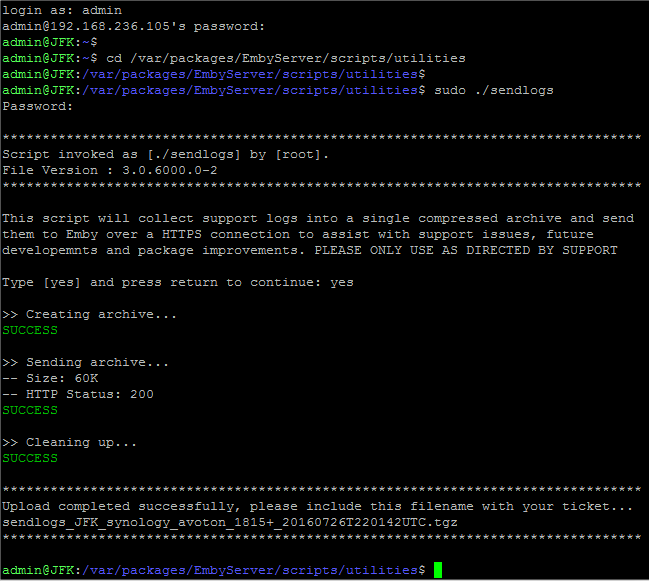 login as: admin
admin@192.168.236.105's password:
admin@JFK:~$
admin@JFK:~$ cd /var/packages/EmbyServer/scripts/utilities
admin@JFK:/var/packages/EmbyServer/scripts/utilities$
admin@JFK:/var/packages/EmbyServer/scripts/utilities$ sudo ./sendlogs
Password:
********************************************************************************
Script invoked as [./sendlogs] by [root].
File Version : 3.0.6000.0-2
********************************************************************************
This script will collect support logs into a single compressed archive and send
them to Emby over a HTTPS connection to assist with support issues, future
developemnts and package improvements. PLEASE ONLY USE AS DIRECTED BY SUPPORT
Type [yes] and press return to continue: yes
>> Creating archive...
SUCCESS
>> Sending archive...
-- Size: 60K
-- HTTP Status: 200
SUCCESS
>> Cleaning up...
SUCCESS
********************************************************************************
Upload completed successfully, please include this filename with your ticket...
sendlogs_JFK_synology_avoton_1815+_20160726T220142UTC.tgz
********************************************************************************
admin@JFK:/var/packages/EmbyServer/scripts/utilities$